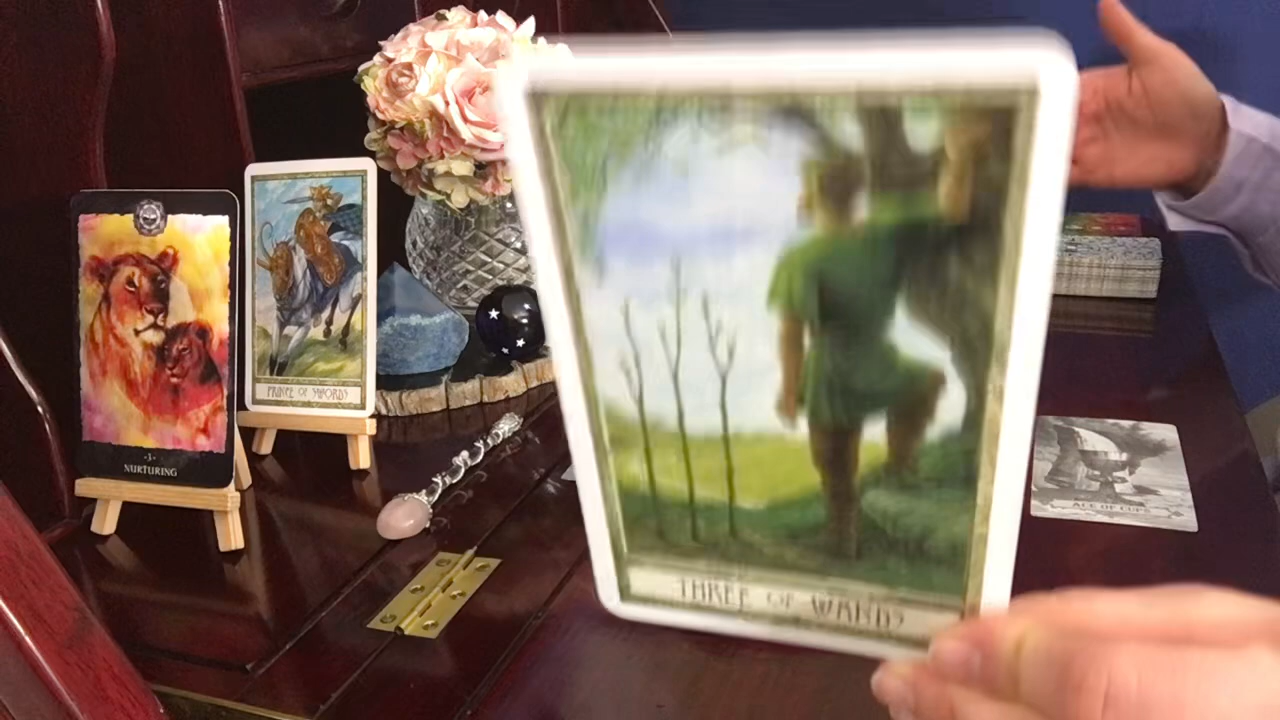 -3-
NURTURING
PRINCE OF SWORDS
THREE OF WANDS
ACE OF CUPS